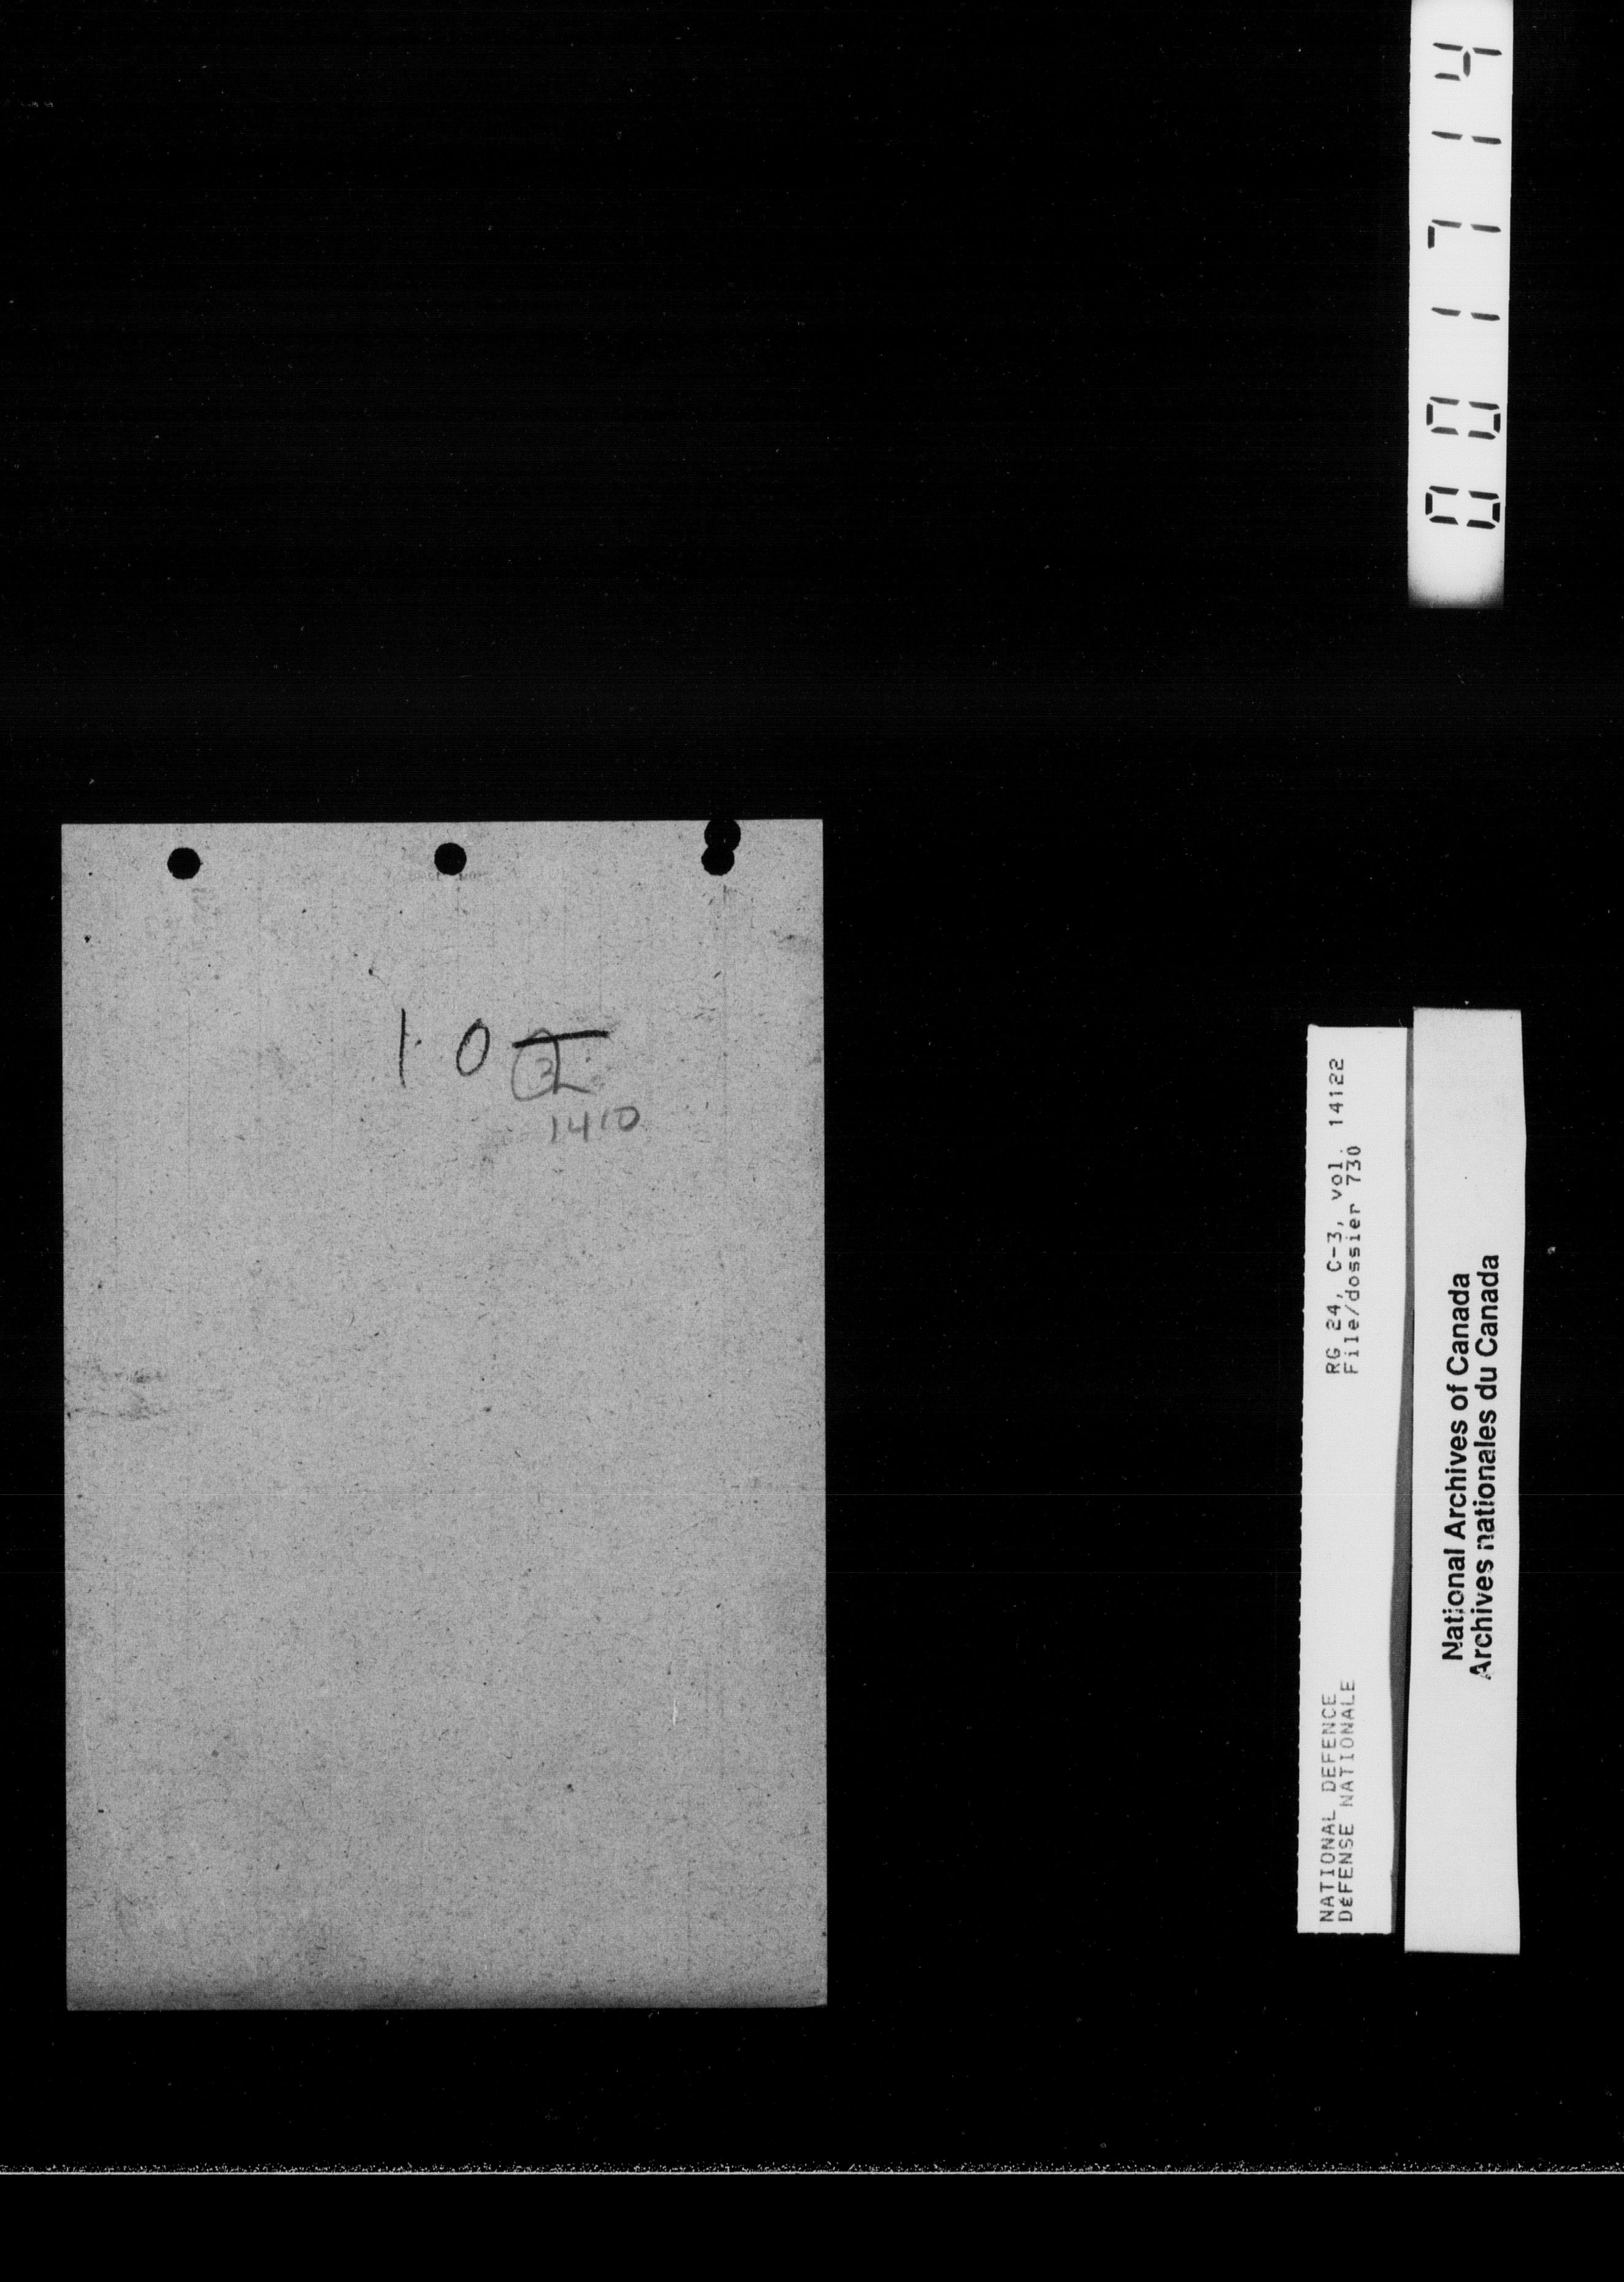 001714
1 0
1410
RG 24, C-3, vol. 14122
File/dossier 730
NATIONAL DEFENCE
DéFENSE NATIONALE
National Archives of Canada
Archives nationales du Canada